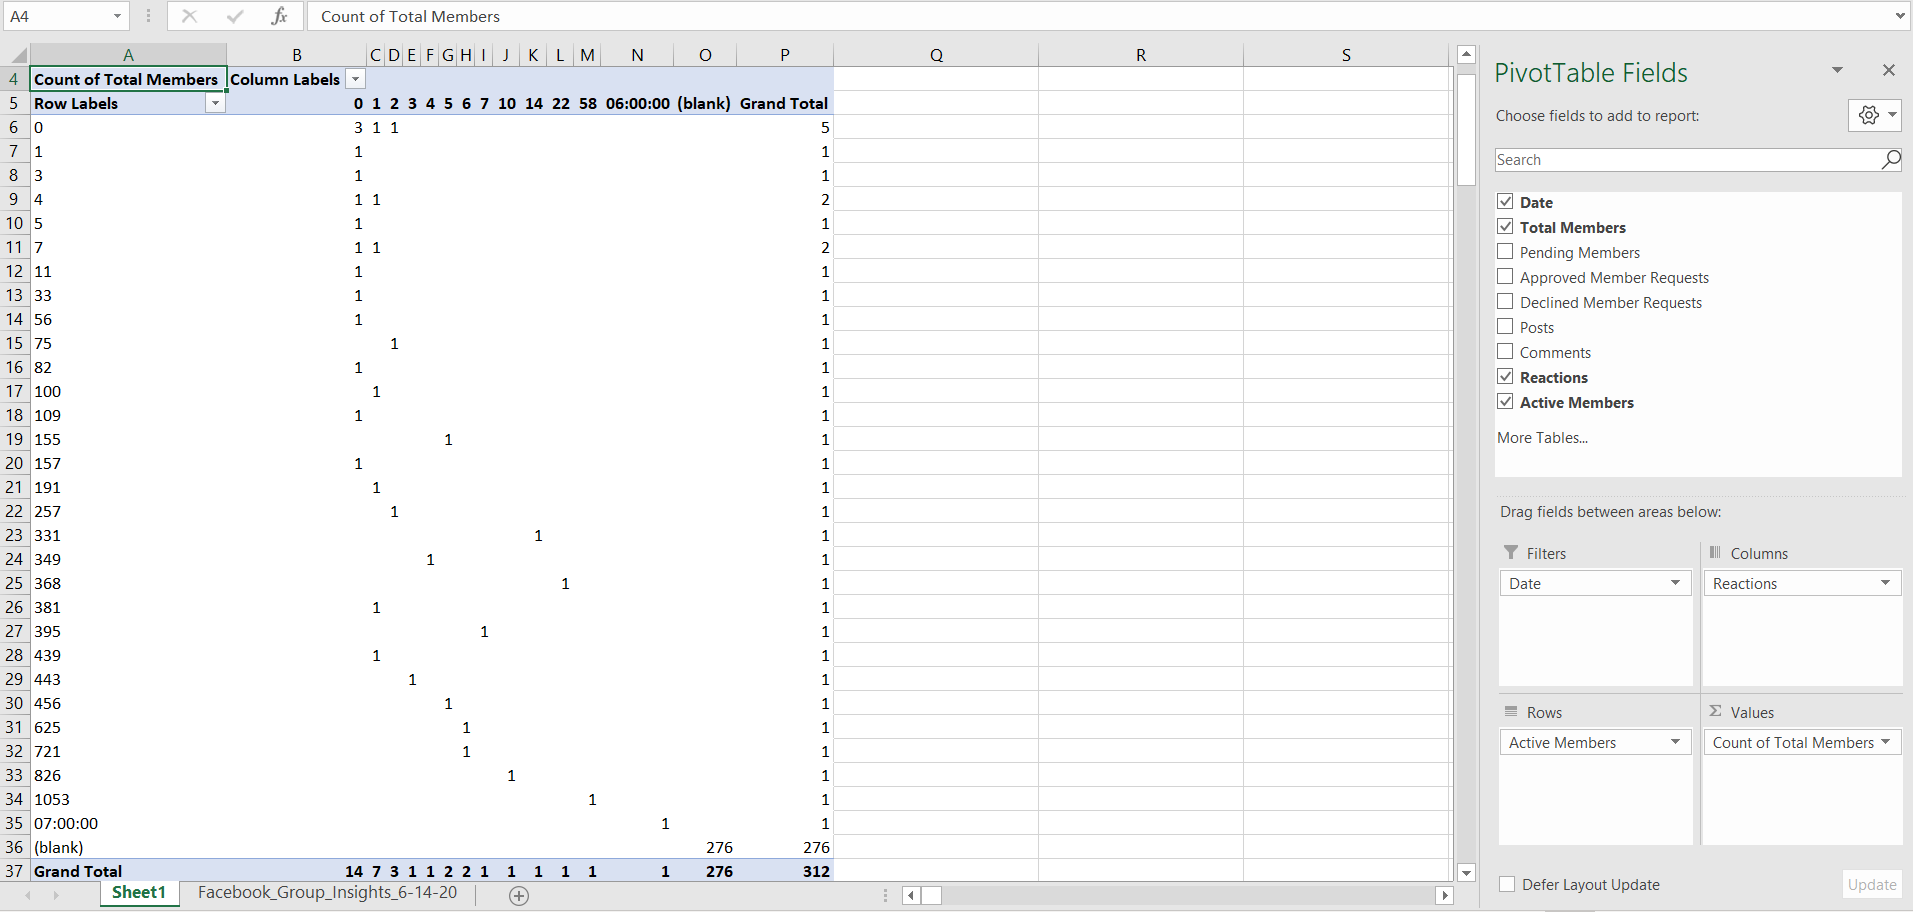 A4 fx Count of Total Members
A B C D E F G H I J K L M N O P Q R S
4 Count of Total Members Column Labels
5 Row Labels 0 1 2 3 4 5 6 7 10 14 22 58 06:00:00 (blank) Grand Total
6 0 3 1 1 5
7 1 1 1
8 3 1 1
9 4 1 1 2
10 5 1 1
11 7 1 1 2
12 11 1 1
13 33 1 1
14 56 1 1
15 75 1 1
16 82 1 1
17 100 1 1
18 109 1 1
19 155 1 1
20 157 1 1
21 191 1 1
22 257 1 1
23 331 1 1
24 349 1 1
25 368 1 1
26 381 1 1
27 395 1 1
28 439 1 1
29 443 1 1
30 456 1 1
31 625 1 1
32 721 1 1
33 826 1 1
34 1053 1 1
35 07:00:00 1 1
36 (blank) 276 276
37 Grand Total 14 7 3 1 1 2 2 1 1 1 1 1 1 276 312
Sheet1 Facebook_Group_Insights_6-14-20
PivotTable Fields
Choose fields to add to report:
Search
Date
Total Members
Pending Members
Approved Member Requests
Declined Member Requests
Posts
Comments
Reactions
Active Members
More Tables...
Drag fields between areas below:
Filters
Date
Columns
Reactions
Rows
Active Members
Σ Values
Count of Total Members
Defer Layout Update
Update